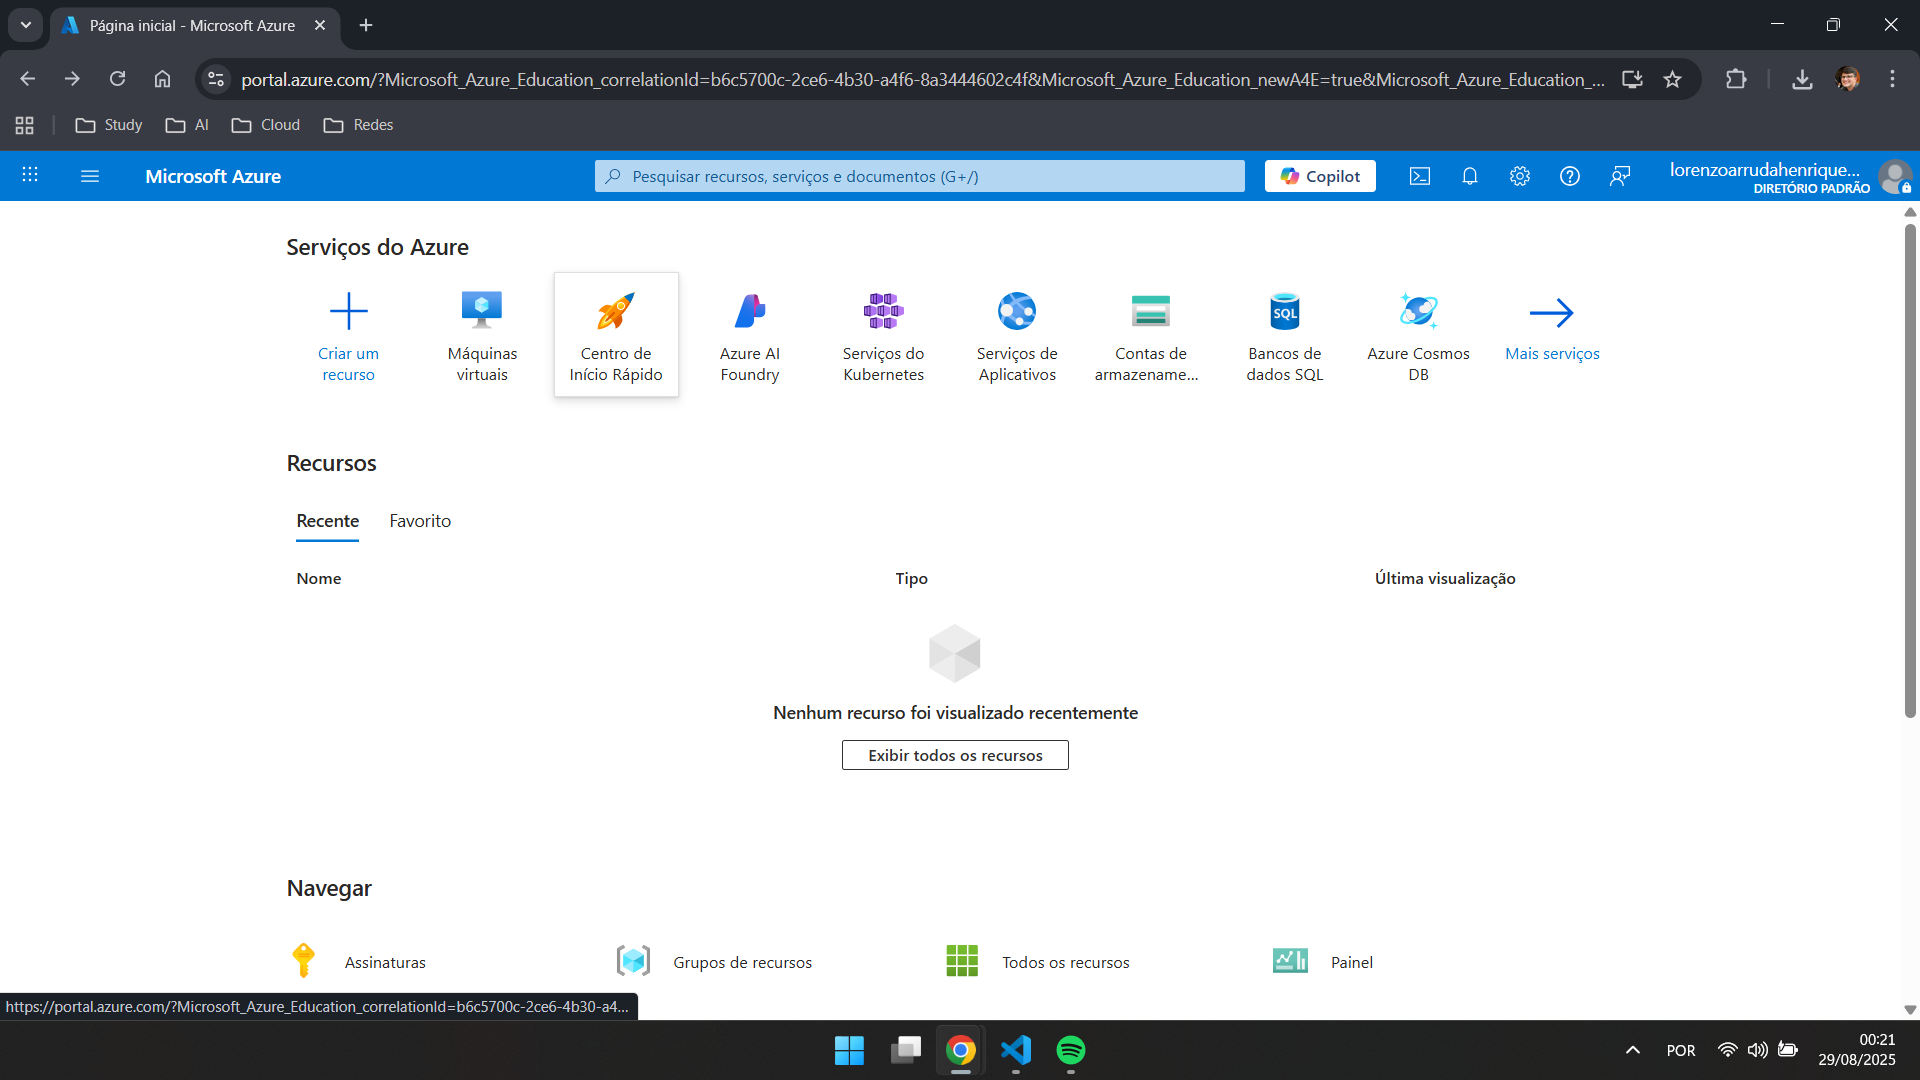 Página inicial - Microsoft Azure
portal.azure.com/?Microsoft_Azure_Education_correlationId=b6c5700c-2ce6-4b30-a4f6-8a3444602c4f&Microsoft_Azure_Education_newA4E=true&Microsoft_Azure_Education_...
Study
AI
Cloud
Redes
Microsoft Azure
Pesquisar recursos, serviços e documentos (G+/)
Copilot
lorenzoarrudahenrique...
DIRETÓRIO PADRÃO
Serviços do Azure
Criar um
recurso
Máquinas
virtuais
Centro de
Início Rápido
Azure AI
Foundry
Serviços do
Kubernetes
Serviços de
Aplicativos
Contas de
armazename...
SQL
Bancos de
dados SQL
Azure Cosmos
DB
Mais serviços
Recursos
Recente
Favorito
Nome
Tipo
Última visualização
Nenhum recurso foi visualizado recentemente
Exibir todos os recursos
Navegar
Assinaturas
Grupos de recursos
Todos os recursos
Painel
https://portal.azure.com/?Microsoft_Azure_Education_correlationId=b6c5700c-2ce6-4b30-a4...
POR
00:21
29/08/2025